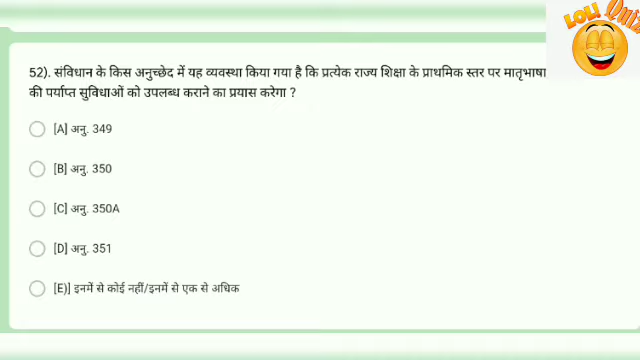 LOL! Quiz
52). संविधान के किस अनुच्छेद में यह व्यवस्था किया गया है कि प्रत्येक राज्य शिक्षा के प्राथमिक स्तर पर मातृभाषा
की पर्याप्त सुविधाओं को उपलब्ध कराने का प्रयास करेगा ?
[A] अनु. 349
[B] अनु. 350
[C] अनु. 350A
[D] अनु. 351
[E)] इनमें से कोई नहीं/इनमें से एक से अधिक